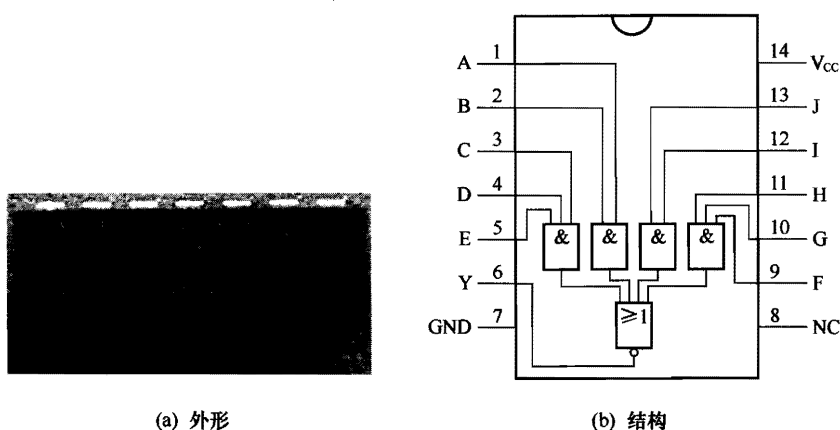 A 1
B 2
C 3
D 4
E 5
Y 6
GND 7
14 V_CC
13 J
12 I
11 H
10 G
9 F
8 NC
& & & &
≥1
(a) 外形
(b) 结构